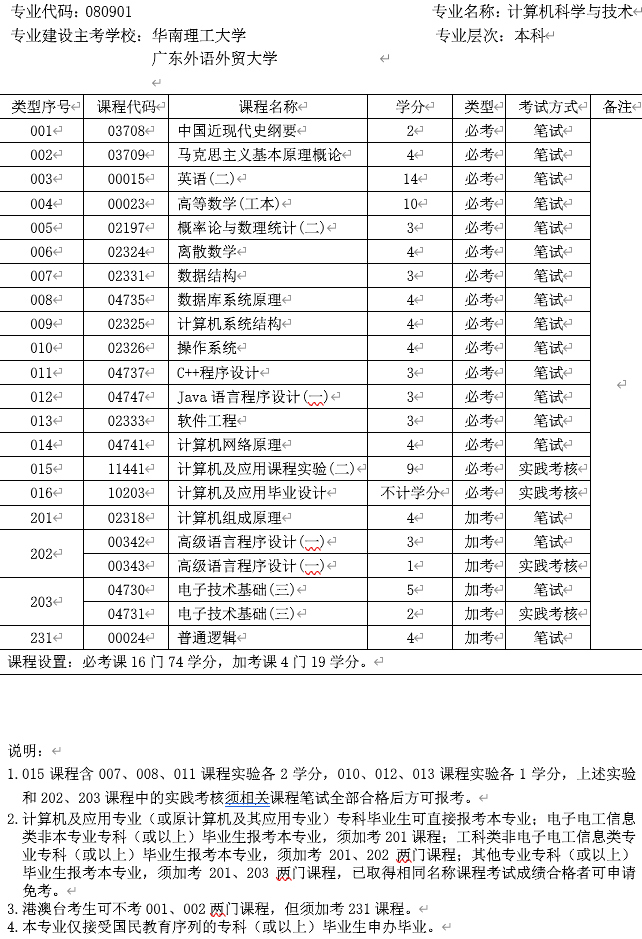 专业代码：080901 专业名称：计算机科学与技术
专业建设主考学校：华南理工大学 专业层次：本科
广东外语外贸大学
类型序号 课程代码 课程名称 学分 类型 考试方式 备注
001 03708 中国近现代史纲要 2 必考 笔试
002 03709 马克思主义基本原理概论 4 必考 笔试
003 00015 英语(二) 14 必考 笔试
004 00023 高等数学(工本) 10 必考 笔试
005 02197 概率论与数理统计(二) 3 必考 笔试
006 02324 离散数学 4 必考 笔试
007 02331 数据结构 3 必考 笔试
008 04735 数据库系统原理 4 必考 笔试
009 02325 计算机系统结构 4 必考 笔试
010 02326 操作系统 4 必考 笔试
011 04737 C++程序设计 3 必考 笔试
012 04747 Java 语言程序设计(一) 3 必考 笔试
013 02333 软件工程 3 必考 笔试
014 04741 计算机网络原理 4 必考 笔试
015 11441 计算机及应用课程实验(二) 9 必考 实践考核
016 10203 计算机及应用毕业设计 不计学分 必考 实践考核
201 02318 计算机组成原理 4 加考 笔试
202 00342 高级语言程序设计(一) 3 加考 笔试
00343 高级语言程序设计(一) 1 加考 实践考核
203 04730 电子技术基础(三) 5 加考 笔试
04731 电子技术基础(三) 2 加考 实践考核
231 00024 普通逻辑 4 加考 笔试
课程设置：必考课 16 门 74 学分，加考课 4 门 19 学分。
说明：
1.015 课程含 007、008、011 课程实验各 2 学分，010、012、013 课程实验各 1 学分，上述实验
和 202、203 课程中的实践考核须相关课程笔试全部合格后方可报考。
2.计算机及应用专业（或原计算机及其应用专业）专科毕业生可直接报考本专业；电子电工信息
类非本专业专科（或以上）毕业生报考本专业，须加考 201 课程；工科类非电子电工信息类专
业专科（或以上）毕业生报考本专业，须加考 201、202 两门课程；其他专业专科（或以上）
毕业生报考本专业，须加考 201、203 两门课程，已取得相同名称课程考试成绩合格者可申请
免考。
3.港澳台考生可不考 001、002 两门课程，但须加考 231 课程。
4.本专业仅接受国民教育序列的专科（或以上）毕业生申办毕业。